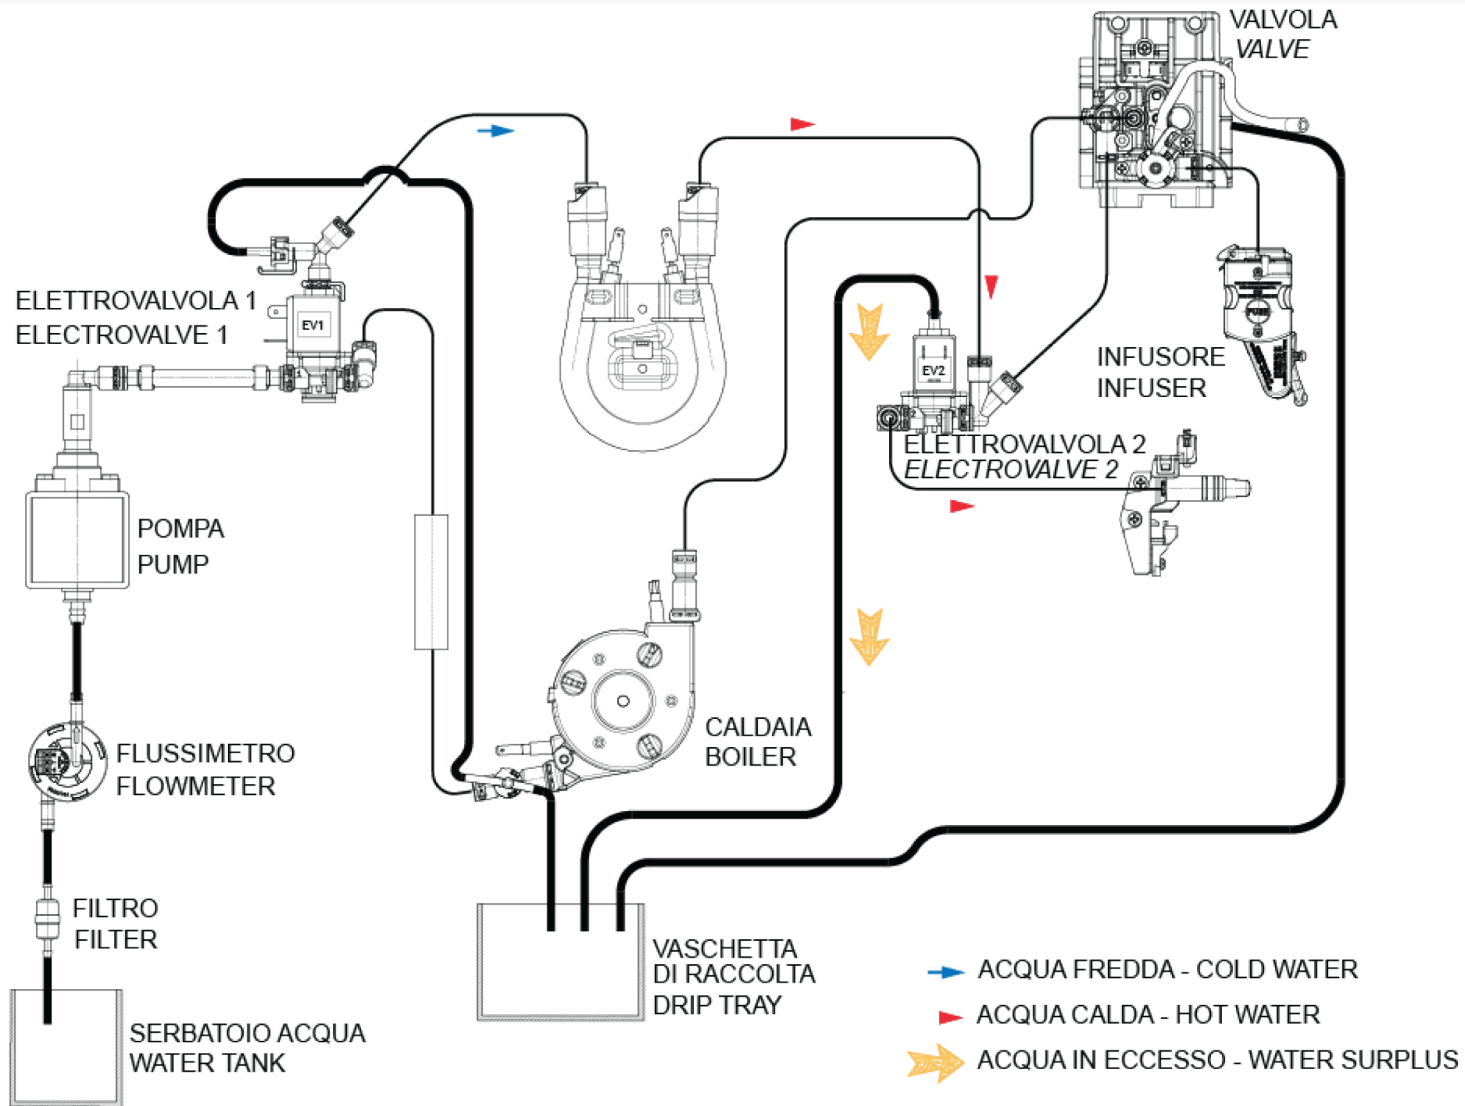 VALVOLA
VALVE
ELETTROVALVOLA 1
ELECTROVALVE 1
EV1
EV2
INFUSORE
INFUSER
PUSH
ELETTROVALVOLA 2
ELECTROVALVE 2
POMPA
PUMP
FLUSSIMETRO
FLOWMETER
CALDAIA
BOILER
FILTRO
FILTER
VASCHETTA
DI RACCOLTA
DRIP TRAY
SERBATOIO ACQUA
WATER TANK
ACQUA FREDDA - COLD WATER
ACQUA CALDA - HOT WATER
ACQUA IN ECCESSO - WATER SURPLUS